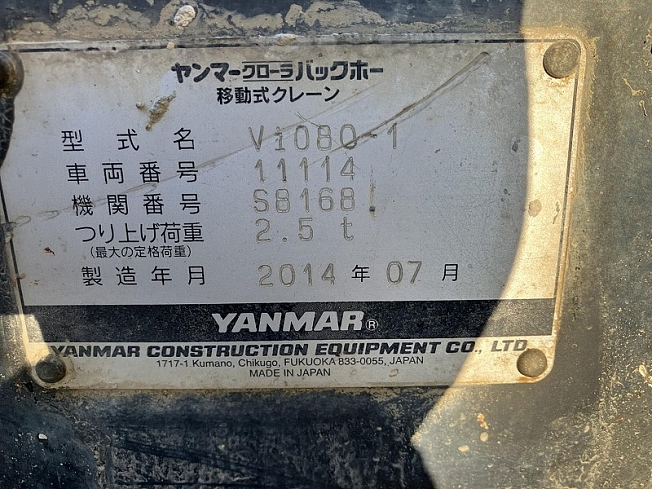 ヤンマークローラバックホー
移動式クレーン
型式名 Vi080-1
車両番号 11114
機関番号 S8168
つり上げ荷重 2.5 t
(最大の定格荷重)
製造年月 2014 年 07 月
YANMAR®
YANMAR CONSTRUCTION EQUIPMENT CO., LTD.
1717-1 Kumano, Chikugo, FUKUOKA 833-0055, JAPAN
MADE IN JAPAN